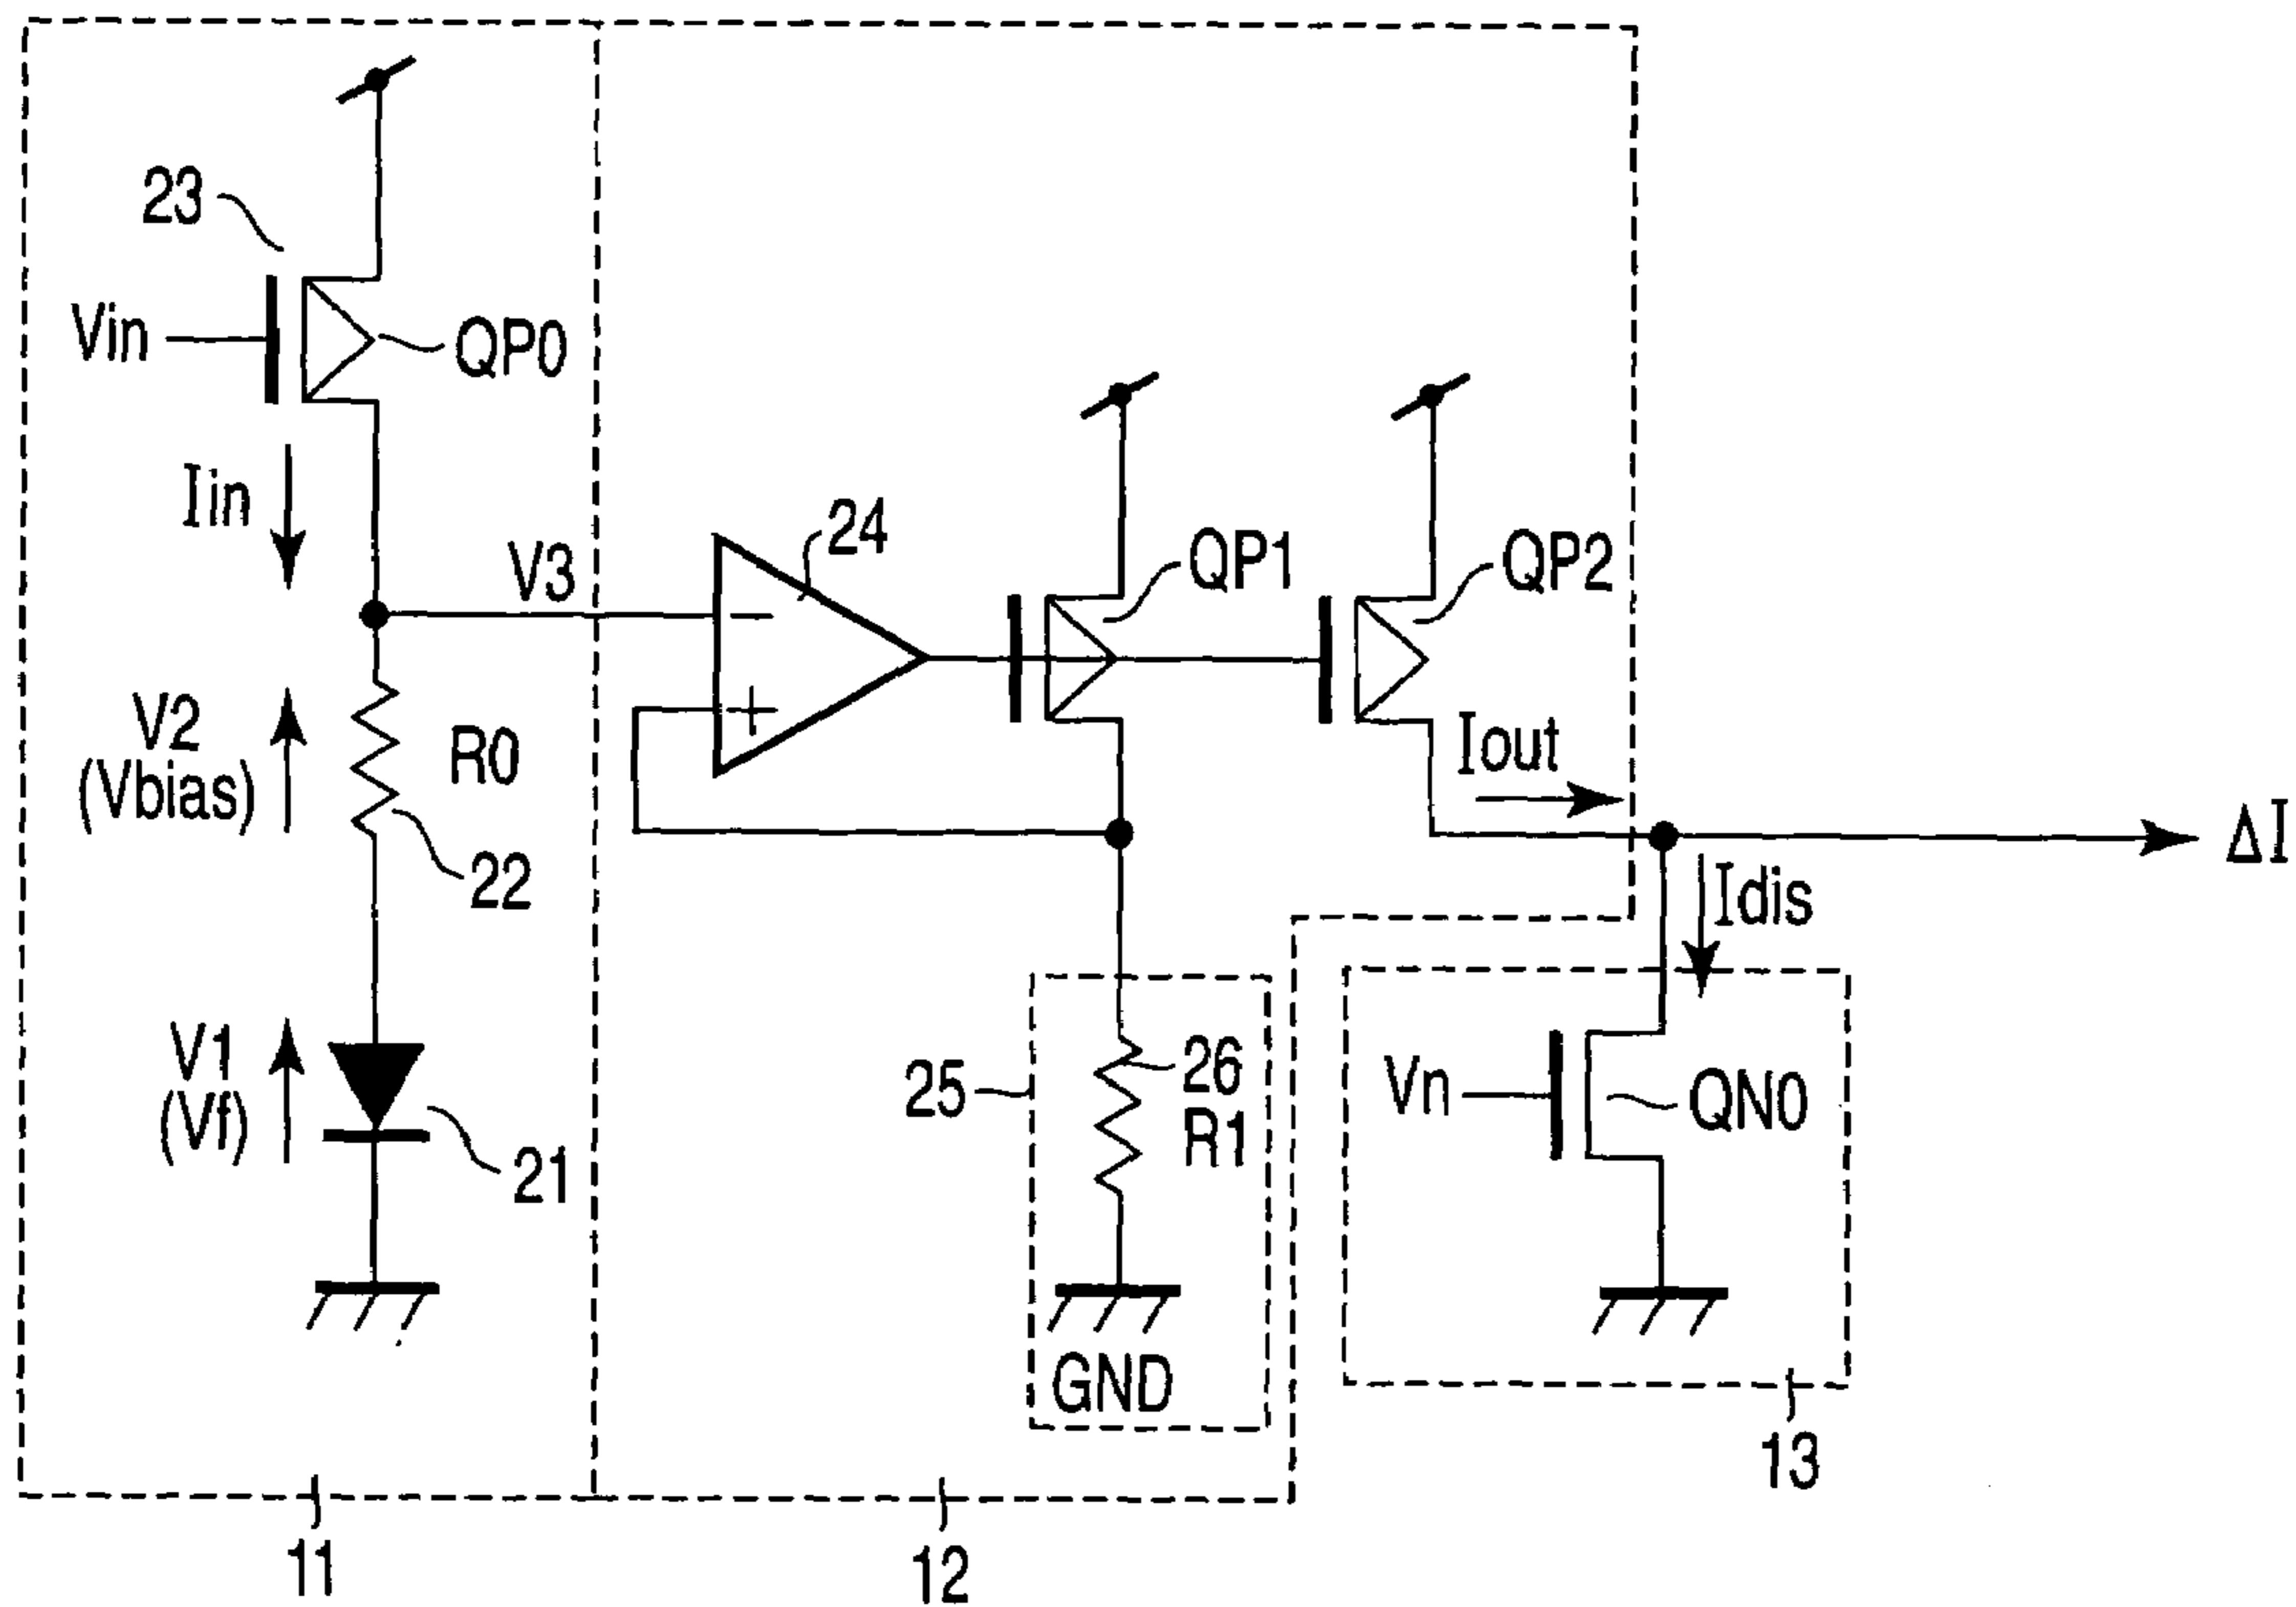 23
Vin
QP0
Iin
V3
24
QP1
QP2
V2
(Vbias)
R0
22
Iout
ΔI
Idis
V1
(Vf)
21
25
26
R1
Vn
QN0
GND
13
11
12